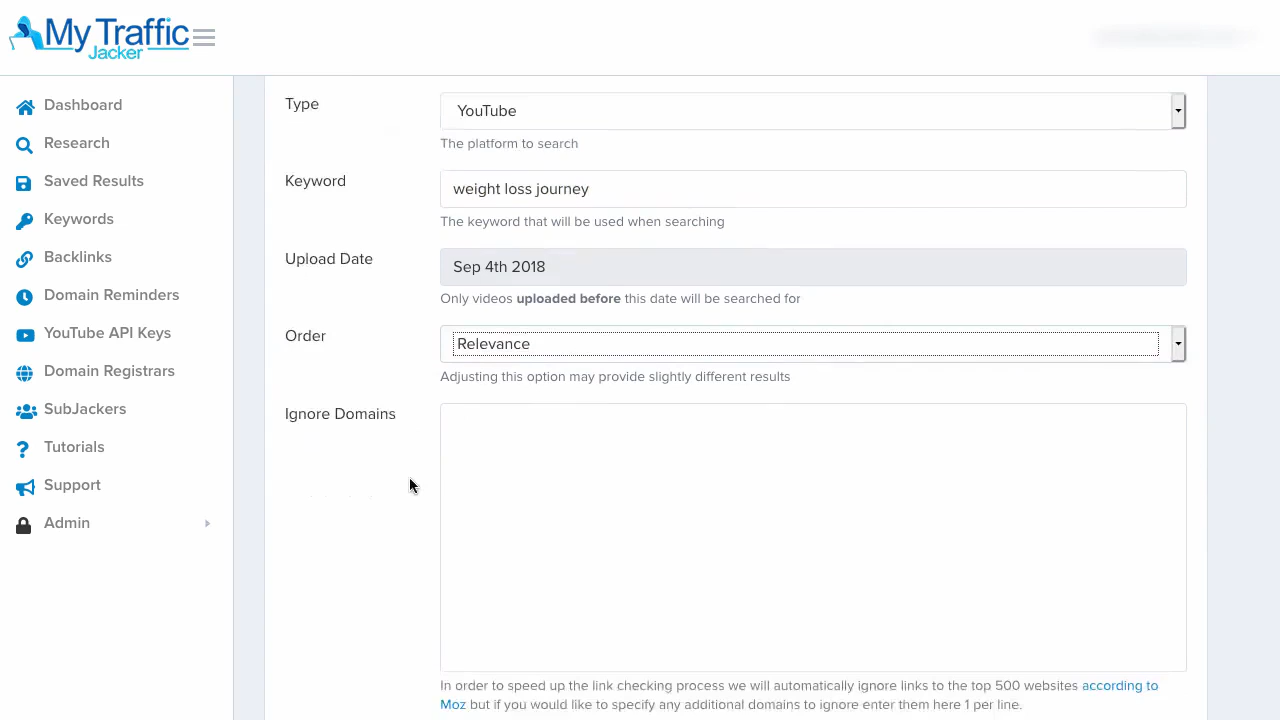 My Traffic
Jacker
Dashboard
Research
Saved Results
Keywords
Backlinks
Domain Reminders
YouTube API Keys
Domain Registrars
SubJackers
Tutorials
Support
Admin
Type
YouTube
The platform to search
Keyword
weight loss journey
The keyword that will be used when searching
Upload Date
Sep 4th 2018
Only videos uploaded before this date will be searched for
Order
Relevance
Adjusting this option may provide slightly different results
Ignore Domains
In order to speed up the link checking process we will automatically ignore links to the top 500 websites according to
Moz but if you would like to specify any additional domains to ignore enter them here 1 per line.